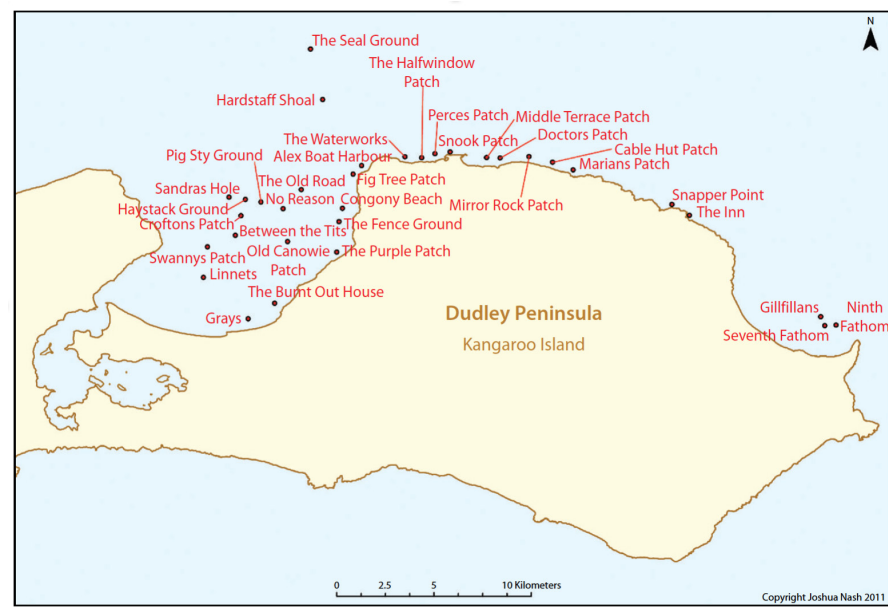 The Seal Ground
N
The Halfwindow
Patch
Hardstaff Shoal
Perces Patch
Middle Terrace Patch
The Waterworks
Snook Patch
Doctors Patch
Pig Sty Ground
Alex Boat Harbour
Cable Hut Patch
Marians Patch
The Old Road
Fig Tree Patch
Sandras Hole
No Reason
Congony Beach
Mirror Rock Patch
Snapper Point
Haystack Ground
The Inn
Croftons Patch
The Fence Ground
Between the Tits
Swannys Patch
Old Canowie
Patch
The Purple Patch
Linnets
The Burnt Out House
Grays
Dudley Peninsula
Kangaroo Island
Gillfillans
Ninth
Fathom
Seventh Fathom
0 2.5 5 10 Kilometers
Copyright Joshua Nash 2011